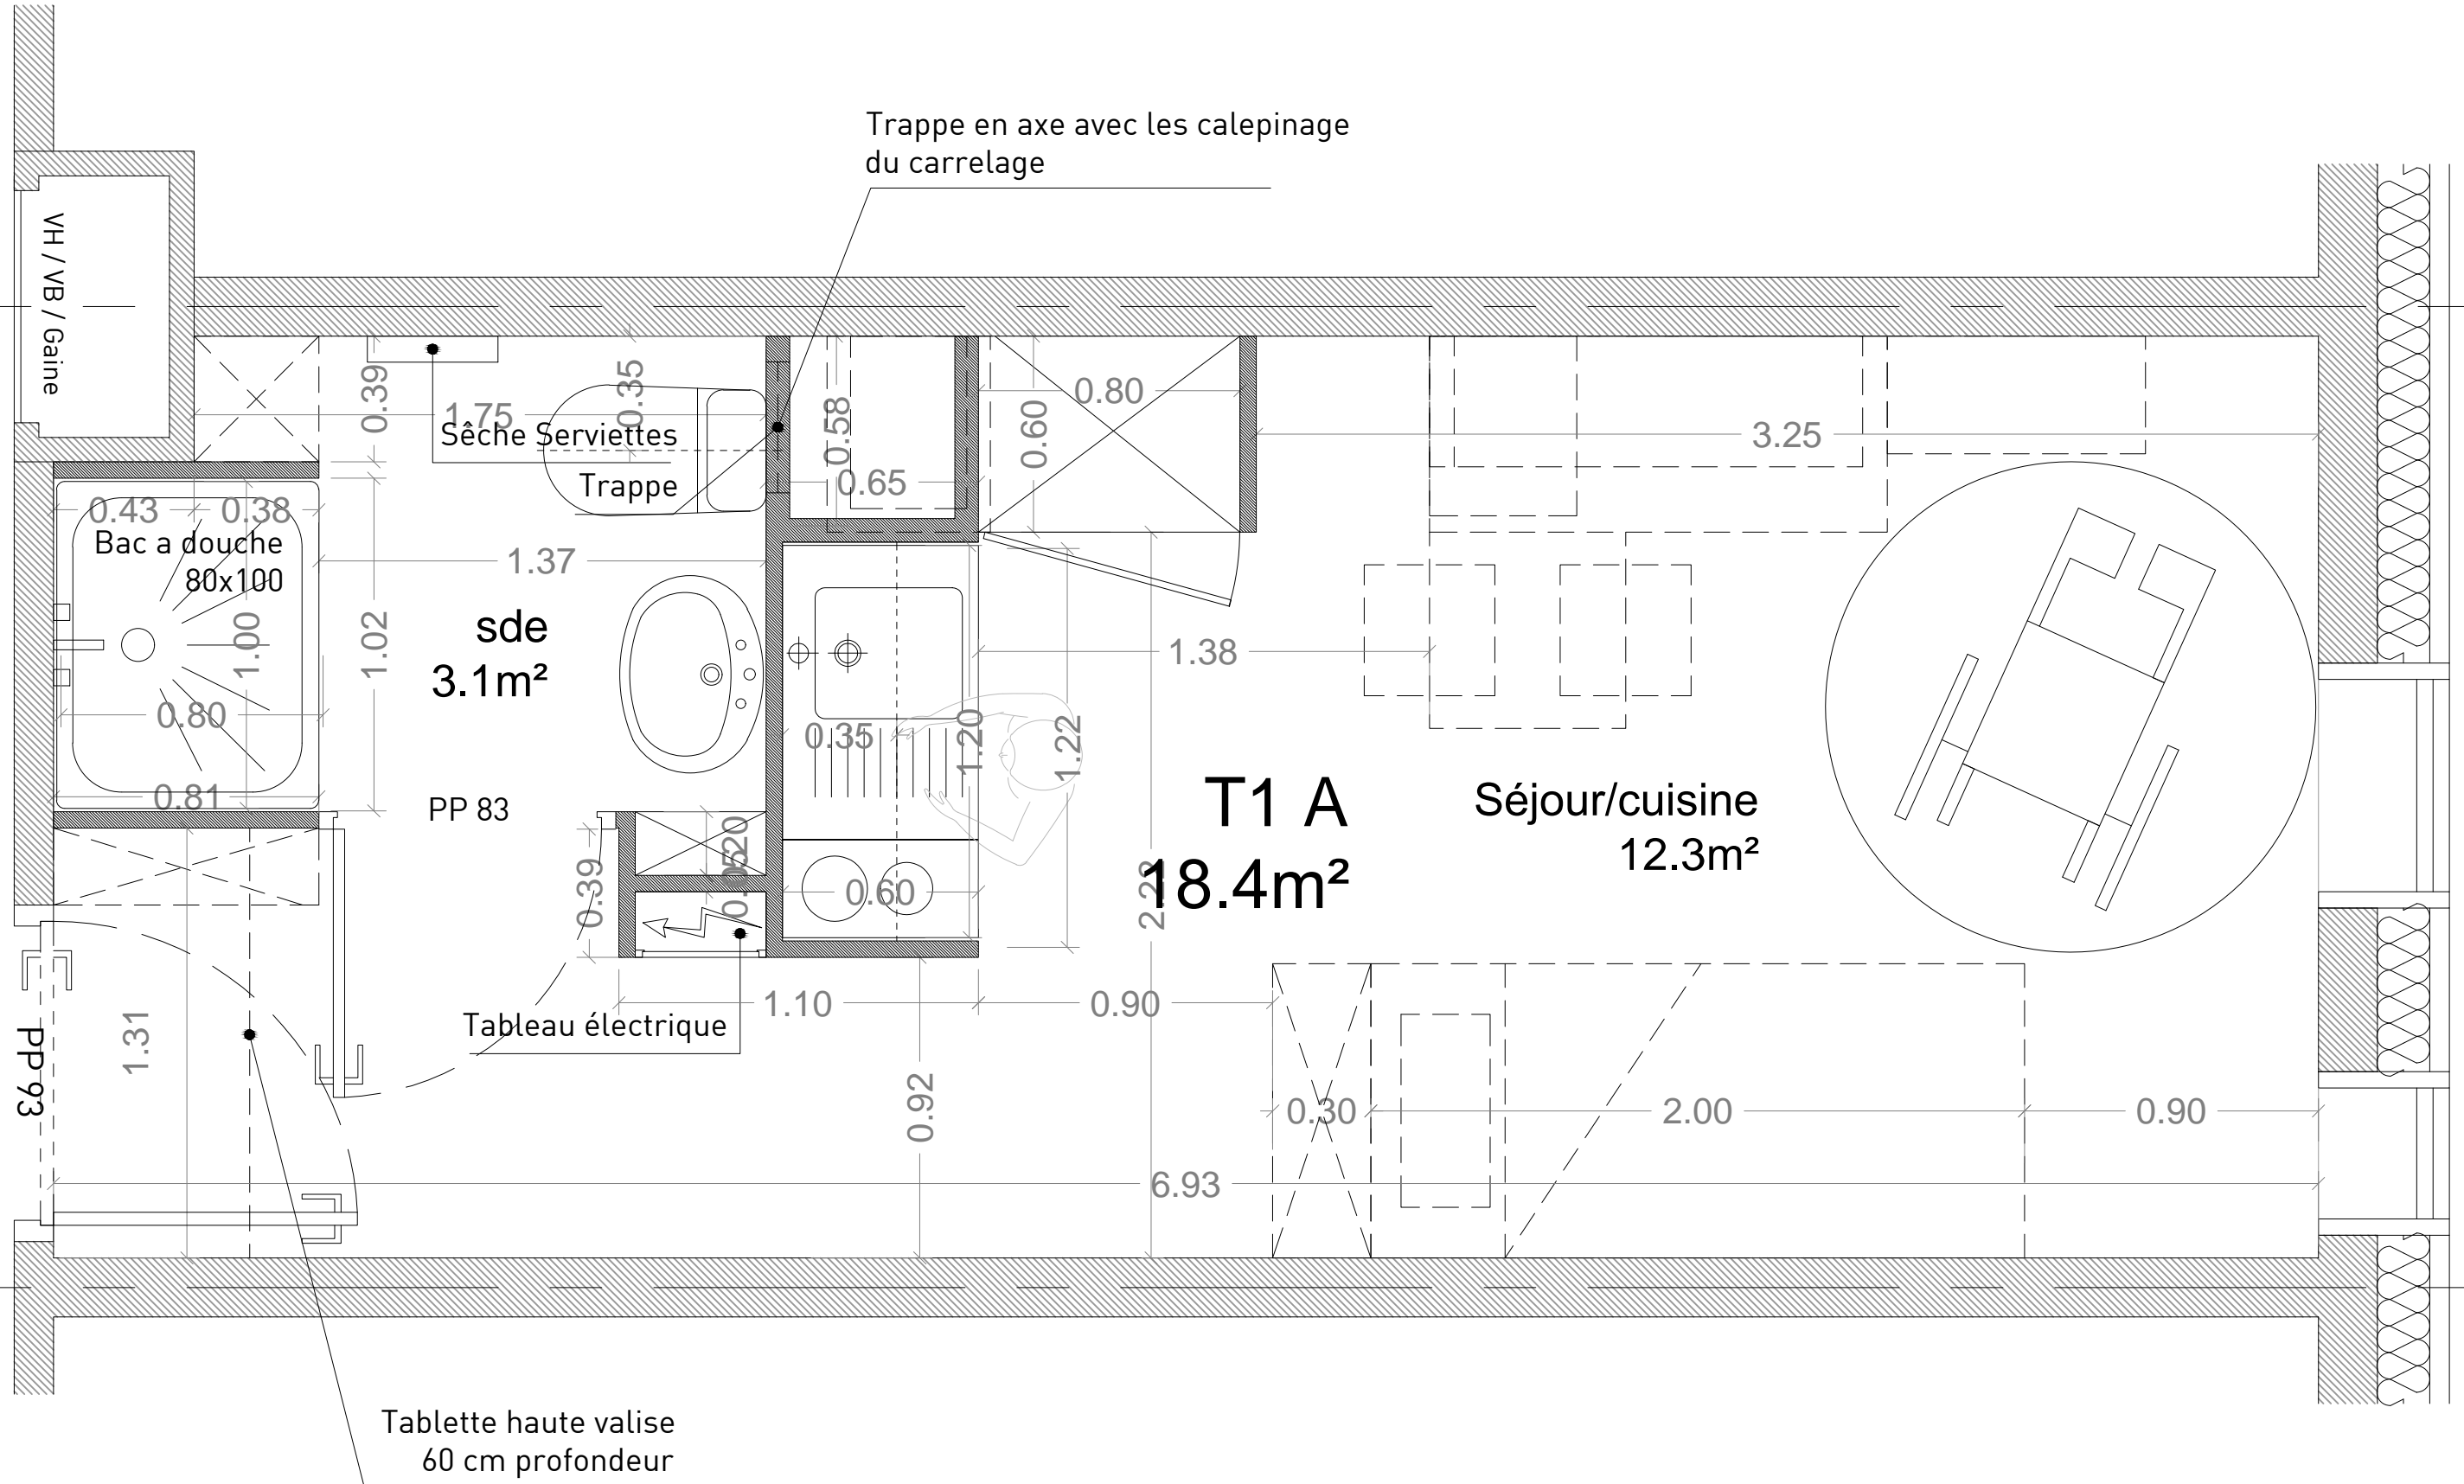 Trappe en axe avec les calepinage
du carrelage
VH / VB / Gaine
0.39
1.75
0.35
Sêche Serviettes
Trappe
0.58
0.65
0.60
0.80
3.25
0.43
0.38
Bac a douche
80x100
1.00
1.02
0.80
0.81
1.37
sde
3.1m²
PP 83
1.38
0.35
1.20
1.22
T1 A
18.4m²
2.23
Séjour/cuisine
12.3m²
0.39
0.20
0.60
1.10
0.90
Tableau électrique
1.31
PP 93
0.92
0.30
2.00
0.90
6.93
Tablette haute valise
60 cm profondeur